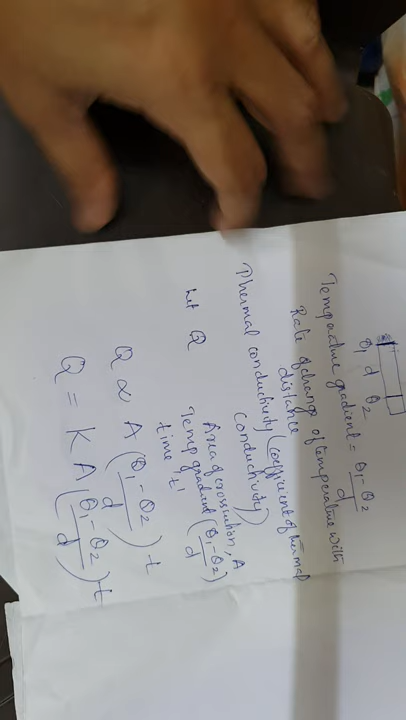 θ₁ d θ₂
Temperature gradient = θ₁-θ₂/d
Rate of change of temperature with
distance
Thermal conductivity (coefficient of thermal
conductivity)
Let Q
Area of cross section, A
Temp gradient (θ₁-θ₂/d)
time 't'
Q ∝ A (θ₁-θ₂/d) t
Q = K A (θ₁-θ₂/d) t